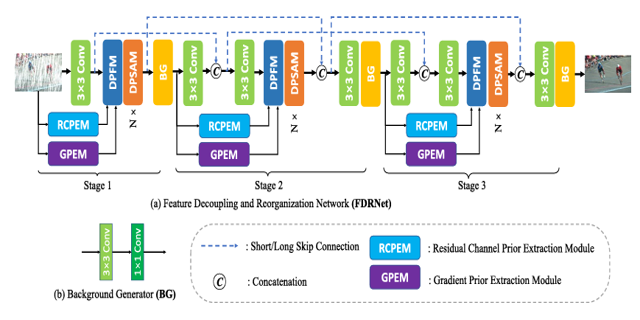 3×3 Conv DPFM DPSAM BG 3×3 Conv C 3×3 Conv DPFM DPSAM C 3×3 Conv BG 3×3 Conv C 3×3 Conv DPFM DPSAM C 3×3 Conv BG
× N × N × N
RCPEM RCPEM RCPEM
GPEM GPEM GPEM
Stage 1 Stage 2 Stage 3
(a) Feature Decoupling and Reorganization Network (FDRNet)
3×3 Conv 1×1 Conv
(b) Background Generator (BG)
: Short/Long Skip Connection
RCPEM : Residual Channel Prior Extraction Module
C : Concatenation
GPEM : Gradient Prior Extraction Module